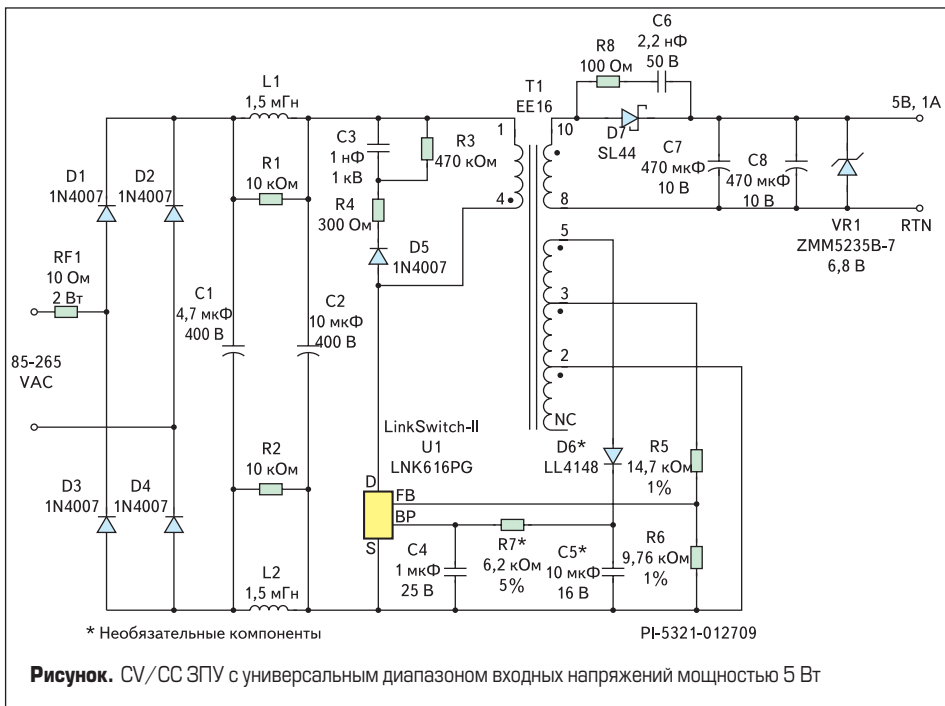 C6
2,2 нФ
50 В
R8
100 Ом
T1
EE16
L1
1,5 мГн
1
10
5В, 1А
C3
1 нФ
1 кВ
R3
470 кОм
D7
SL44
C7
470 мкФ
10 В
C8
470 мкФ
10 В
D1
1N4007
D2
1N4007
R1
10 кОм
4
8
RTN
R4
300 Ом
VR1
ZMM5235B-7
6,8 В
5
D5
1N4007
RF1
10 Ом
2 Вт
C1
4,7 мкФ
400 В
C2
10 мкФ
400 В
3
85-265
VAC
2
NC
LinkSwitch-II
U1
LNK616PG
D6*
LL4148
R5
14,7 кОм
1%
R2
10 кОм
D3
1N4007
D4
1N4007
D
FB
BP
S
C4
1 мкФ
25 В
R7*
6,2 кОм
5%
C5*
10 мкФ
16 В
R6
9,76 кОм
1%
L2
1,5 мГн
* Необязательные компоненты
PI-5321-012709
Рисунок. CV/CC ЗПУ с универсальным диапазоном входных напряжений мощностью 5 Вт